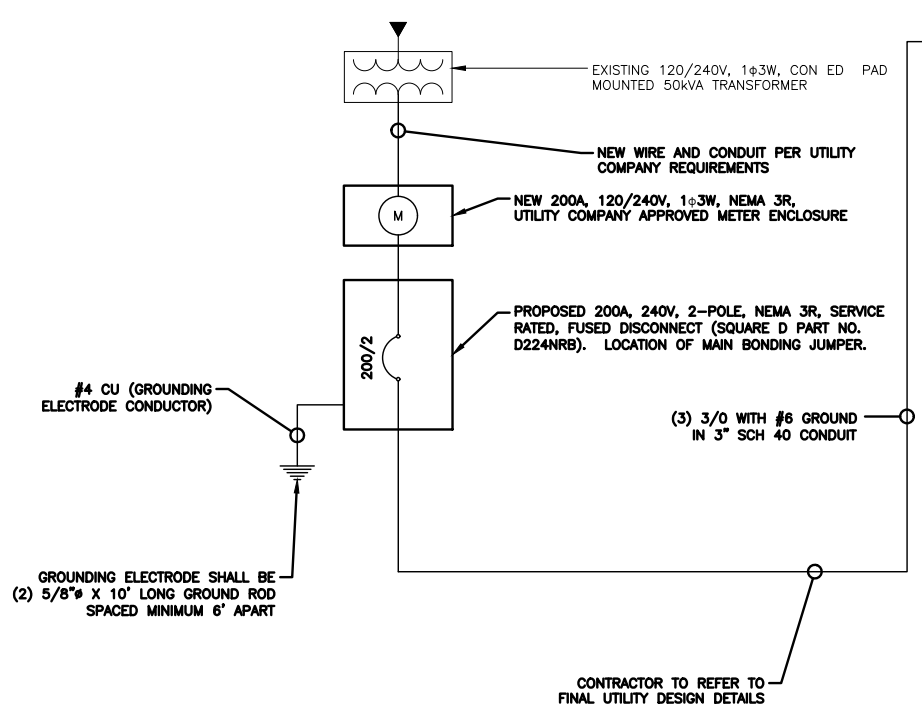 EXISTING 120/240V, 1ϕ3W, CON ED PAD
MOUNTED 50kVA TRANSFORMER
NEW WIRE AND CONDUIT PER UTILITY
COMPANY REQUIREMENTS
NEW 200A, 120/240V, 1ϕ3W, NEMA 3R,
UTILITY COMPANY APPROVED METER ENCLOSURE
M
PROPOSED 200A, 240V, 2-POLE, NEMA 3R, SERVICE
RATED, FUSED DISCONNECT (SQUARE D PART NO.
D224NRB). LOCATION OF MAIN BONDING JUMPER.
200/2
#4 CU (GROUNDING
ELECTRODE CONDUCTOR)
(3) 3/0 WITH #6 GROUND
IN 3" SCH 40 CONDUIT
GROUNDING ELECTRODE SHALL BE
(2) 5/8"ø X 10' LONG GROUND ROD
SPACED MINIMUM 6' APART
CONTRACTOR TO REFER TO
FINAL UTILITY DESIGN DETAILS